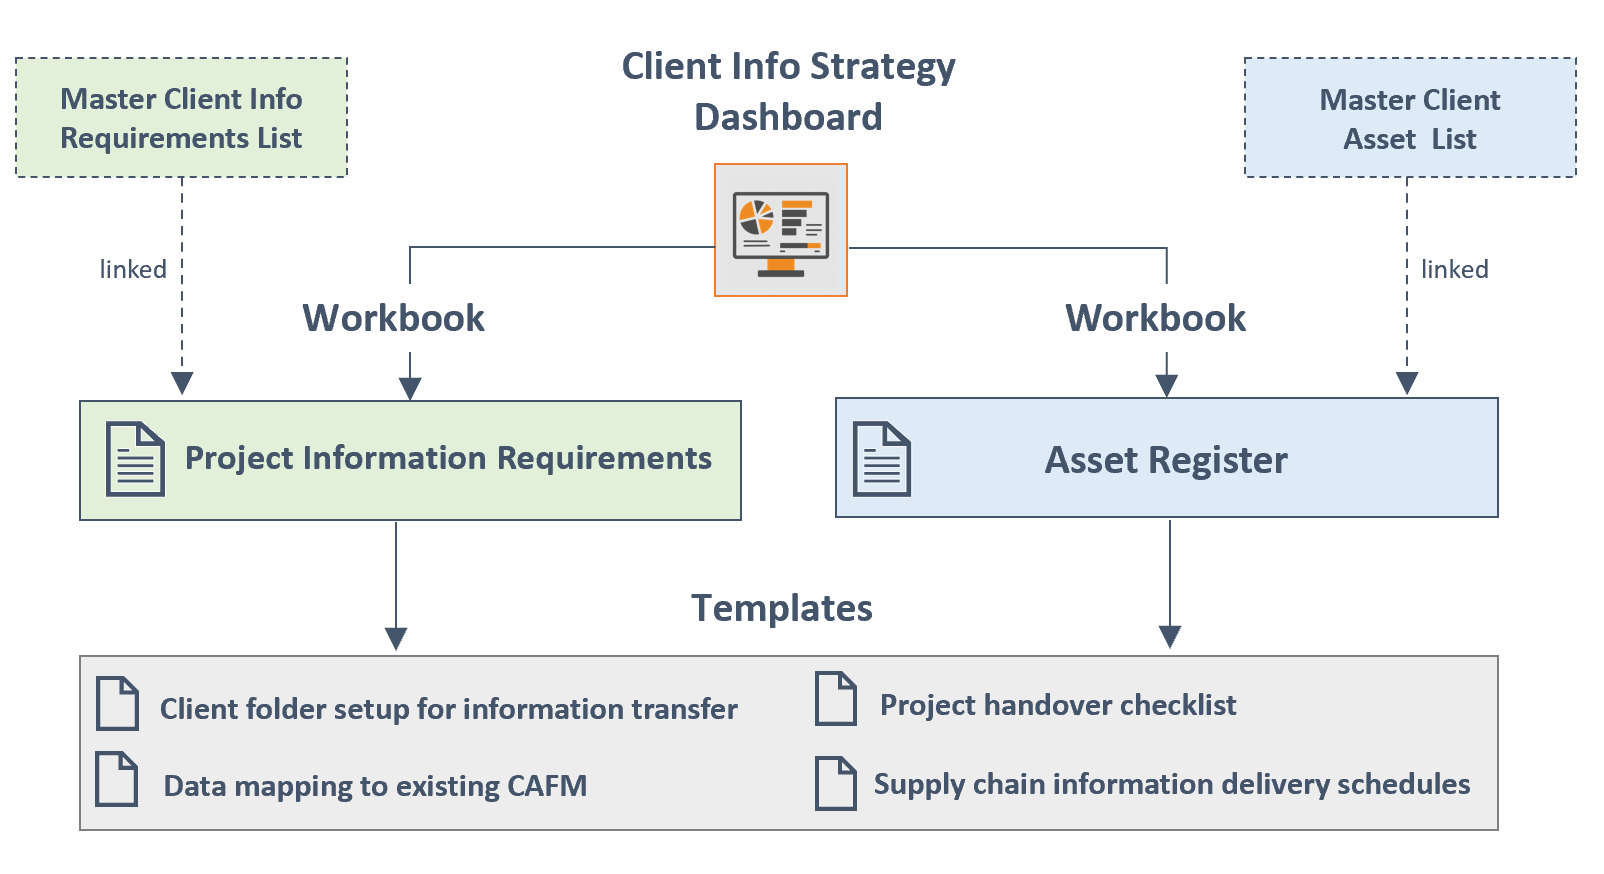 Client Info Strategy
Dashboard
Master Client Info
Requirements List
Master Client
Asset List
linked
linked
Workbook
Workbook
Project Information Requirements
Asset Register
Templates
Client folder setup for information transfer
Project handover checklist
Data mapping to existing CAFM
Supply chain information delivery schedules